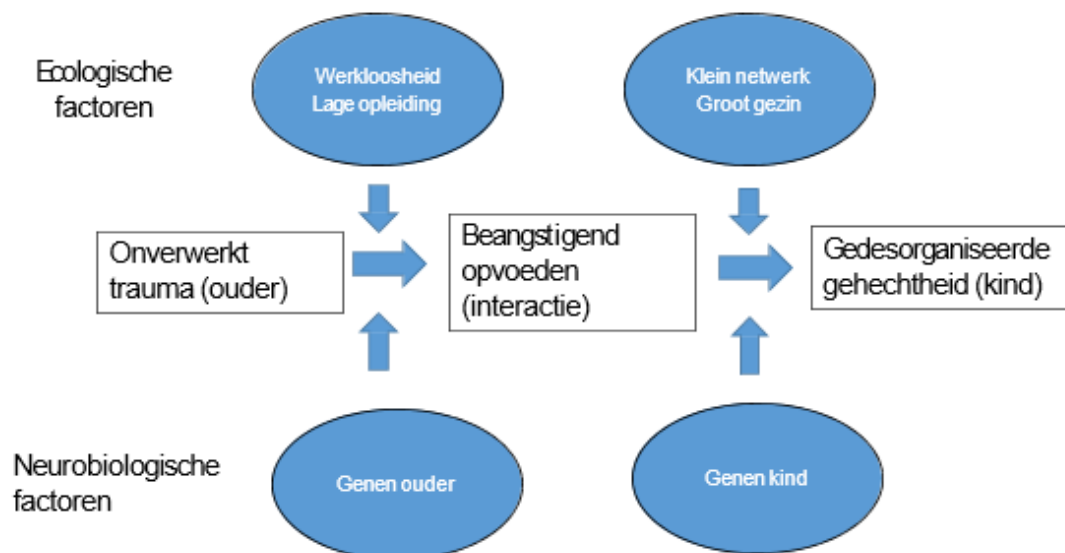 Ecologische
factoren
Werkloosheid
Lage opleiding
Klein netwerk
Groot gezin
Onverwerkt
trauma (ouder)
Beangstigend
opvoeden
(interactie)
Gedesorganiseerde
gehechtheid (kind)
Neurobiologische
factoren
Genen ouder
Genen kind